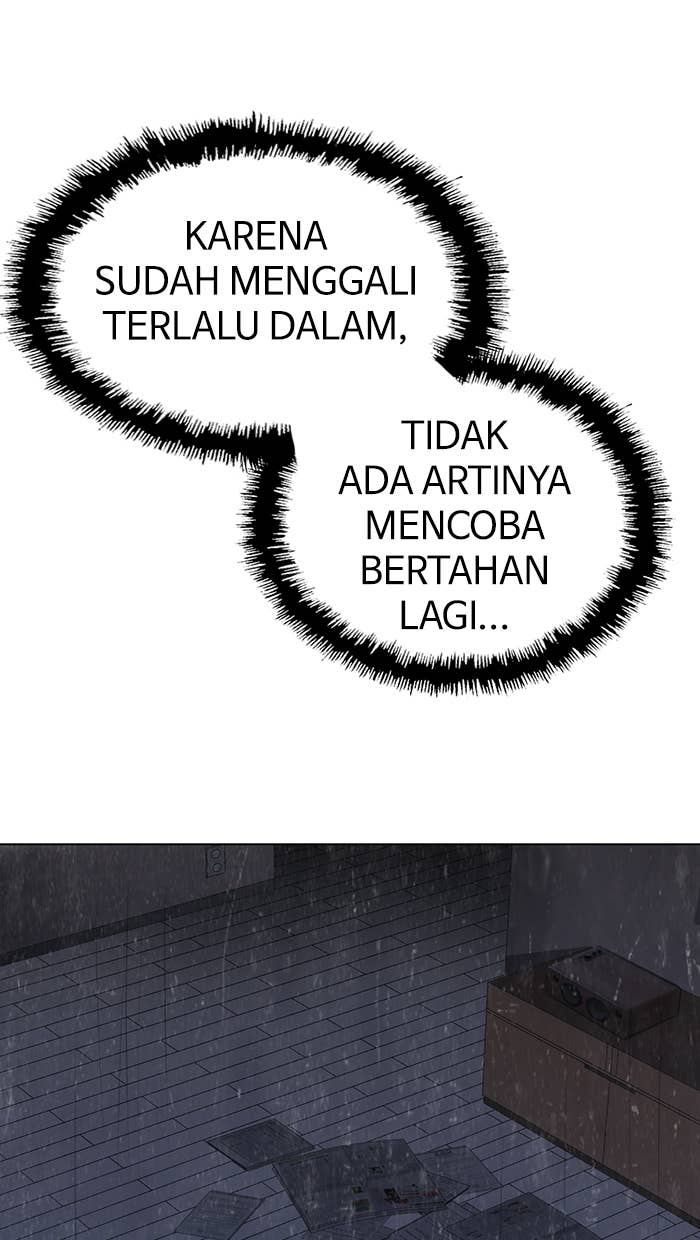 KARENA
SUDAH MENGGALI
TERLALU DALAM,
TIDAK
ADA ARTINYA
MENCOBA
BERTAHAN
LAGI...